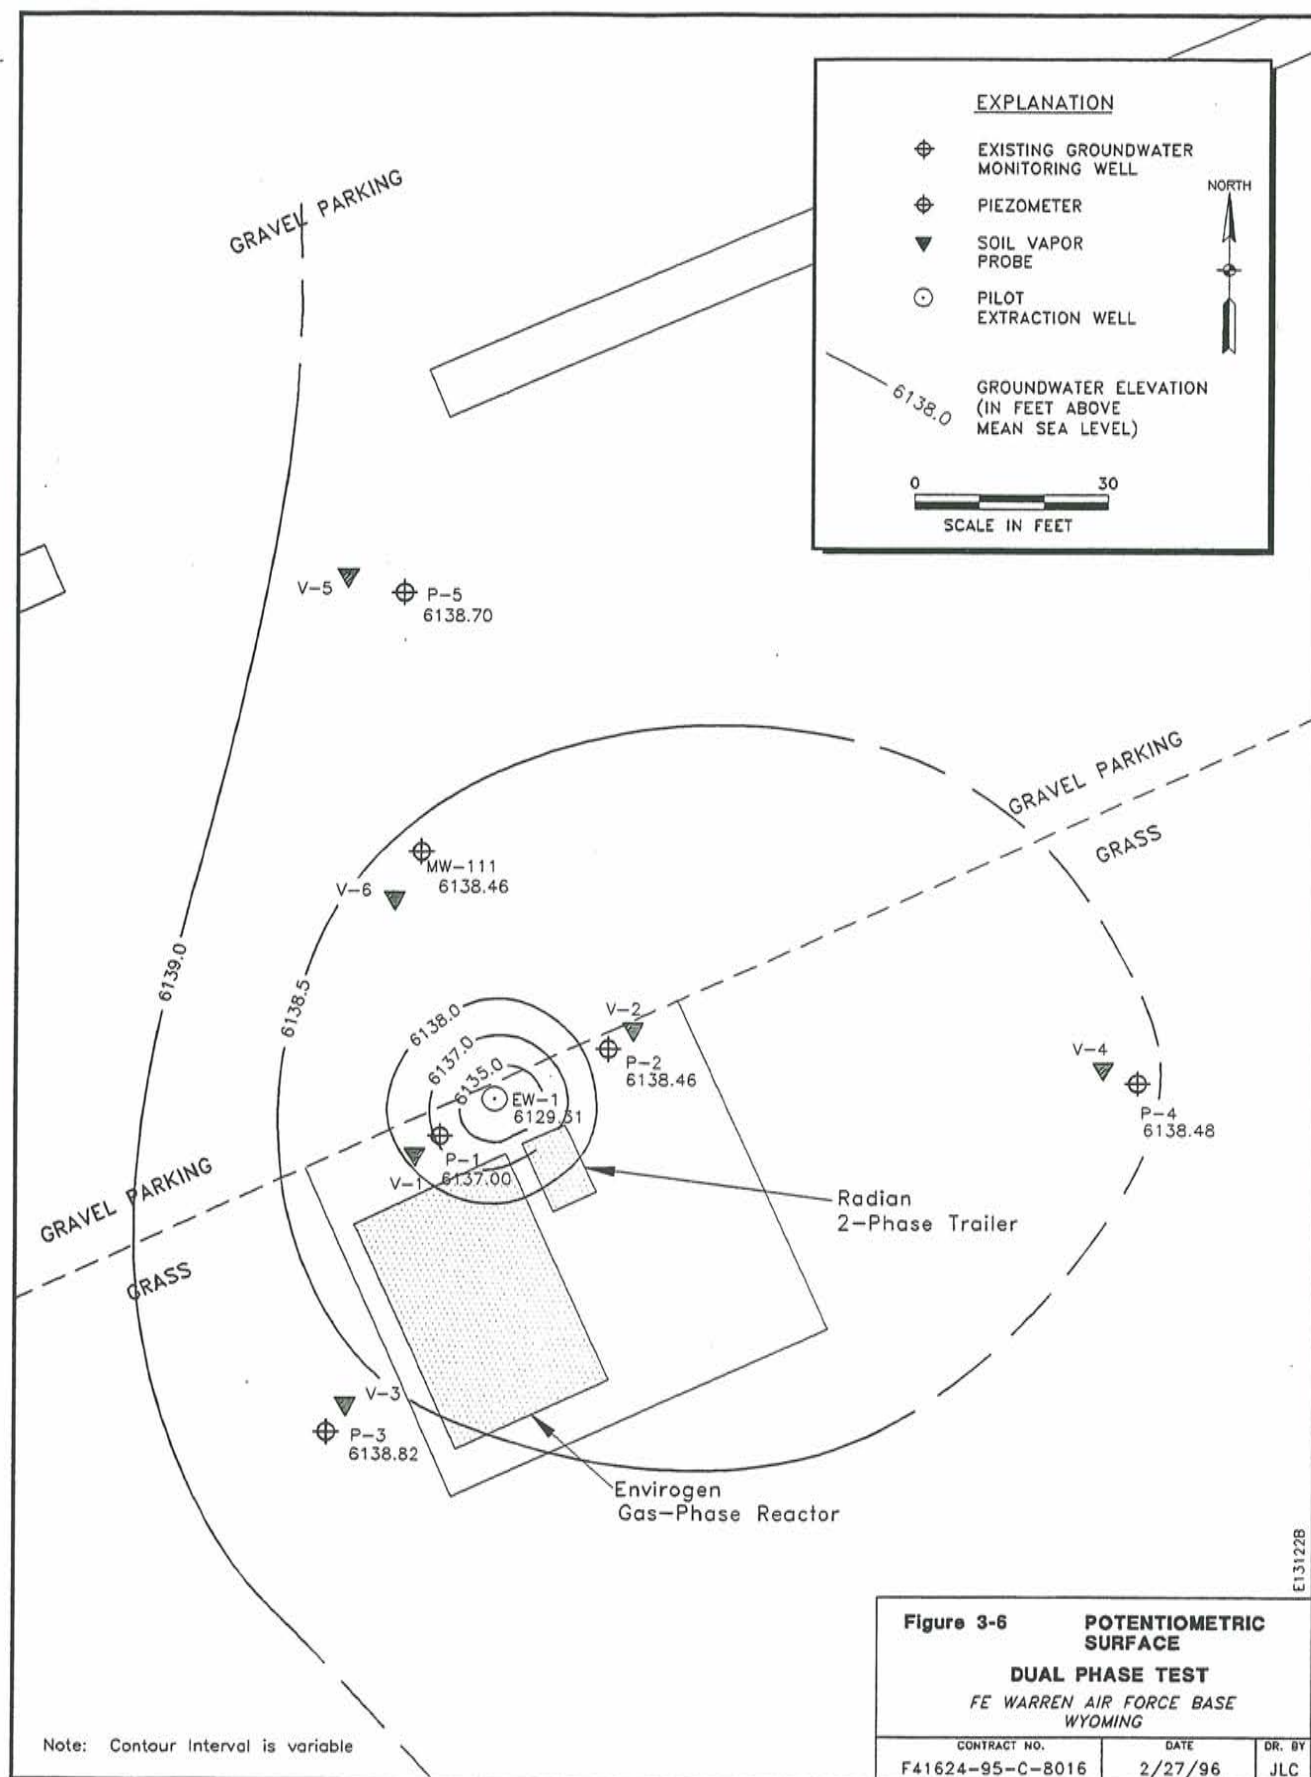 EXPLANATION
EXISTING GROUNDWATER
MONITORING WELL
PIEZOMETER
SOIL VAPOR
PROBE
PILOT
EXTRACTION WELL
6138.0
GROUNDWATER ELEVATION
(IN FEET ABOVE
MEAN SEA LEVEL)
NORTH
0 30
SCALE IN FEET
GRAVEL PARKING
V-5
P-5
6138.70
GRAVEL PARKING
GRASS
MW-111
6138.46
V-6
6139.0
6138.5
6138.0
6137.0
6135.0
V-2
P-2
6138.46
EW-1
6129.31
V-4
P-4
6138.48
P-1
6137.00
V-1
GRAVEL PARKING
GRASS
Radian
2-Phase Trailer
V-3
P-3
6138.82
Envirogen
Gas-Phase Reactor
E13122B
Note: Contour Interval is variable
Figure 3-6 POTENTIOMETRIC
SURFACE
DUAL PHASE TEST
FE WARREN AIR FORCE BASE
WYOMING
CONTRACT NO. DATE DR. BY
F41624-95-C-8016 2/27/96 JLC